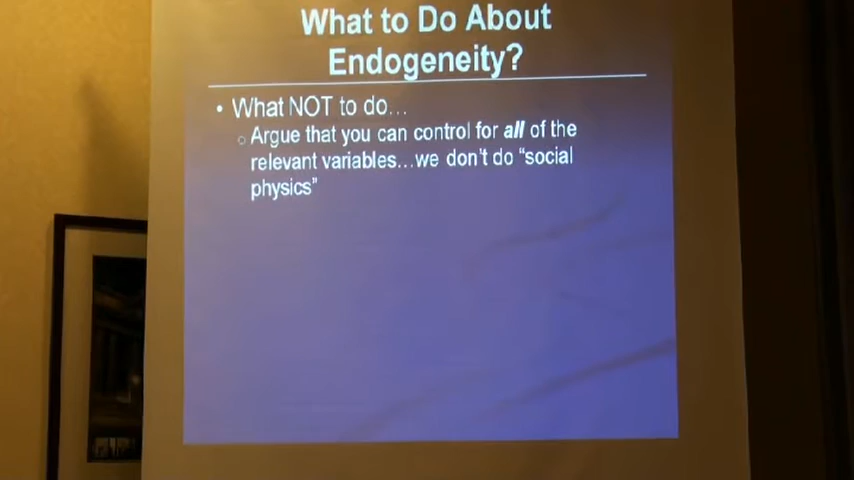 What to Do About
Endogeneity?
• What NOT to do…
○ Argue that you can control for all of the
relevant variables…we don't do "social
physics"